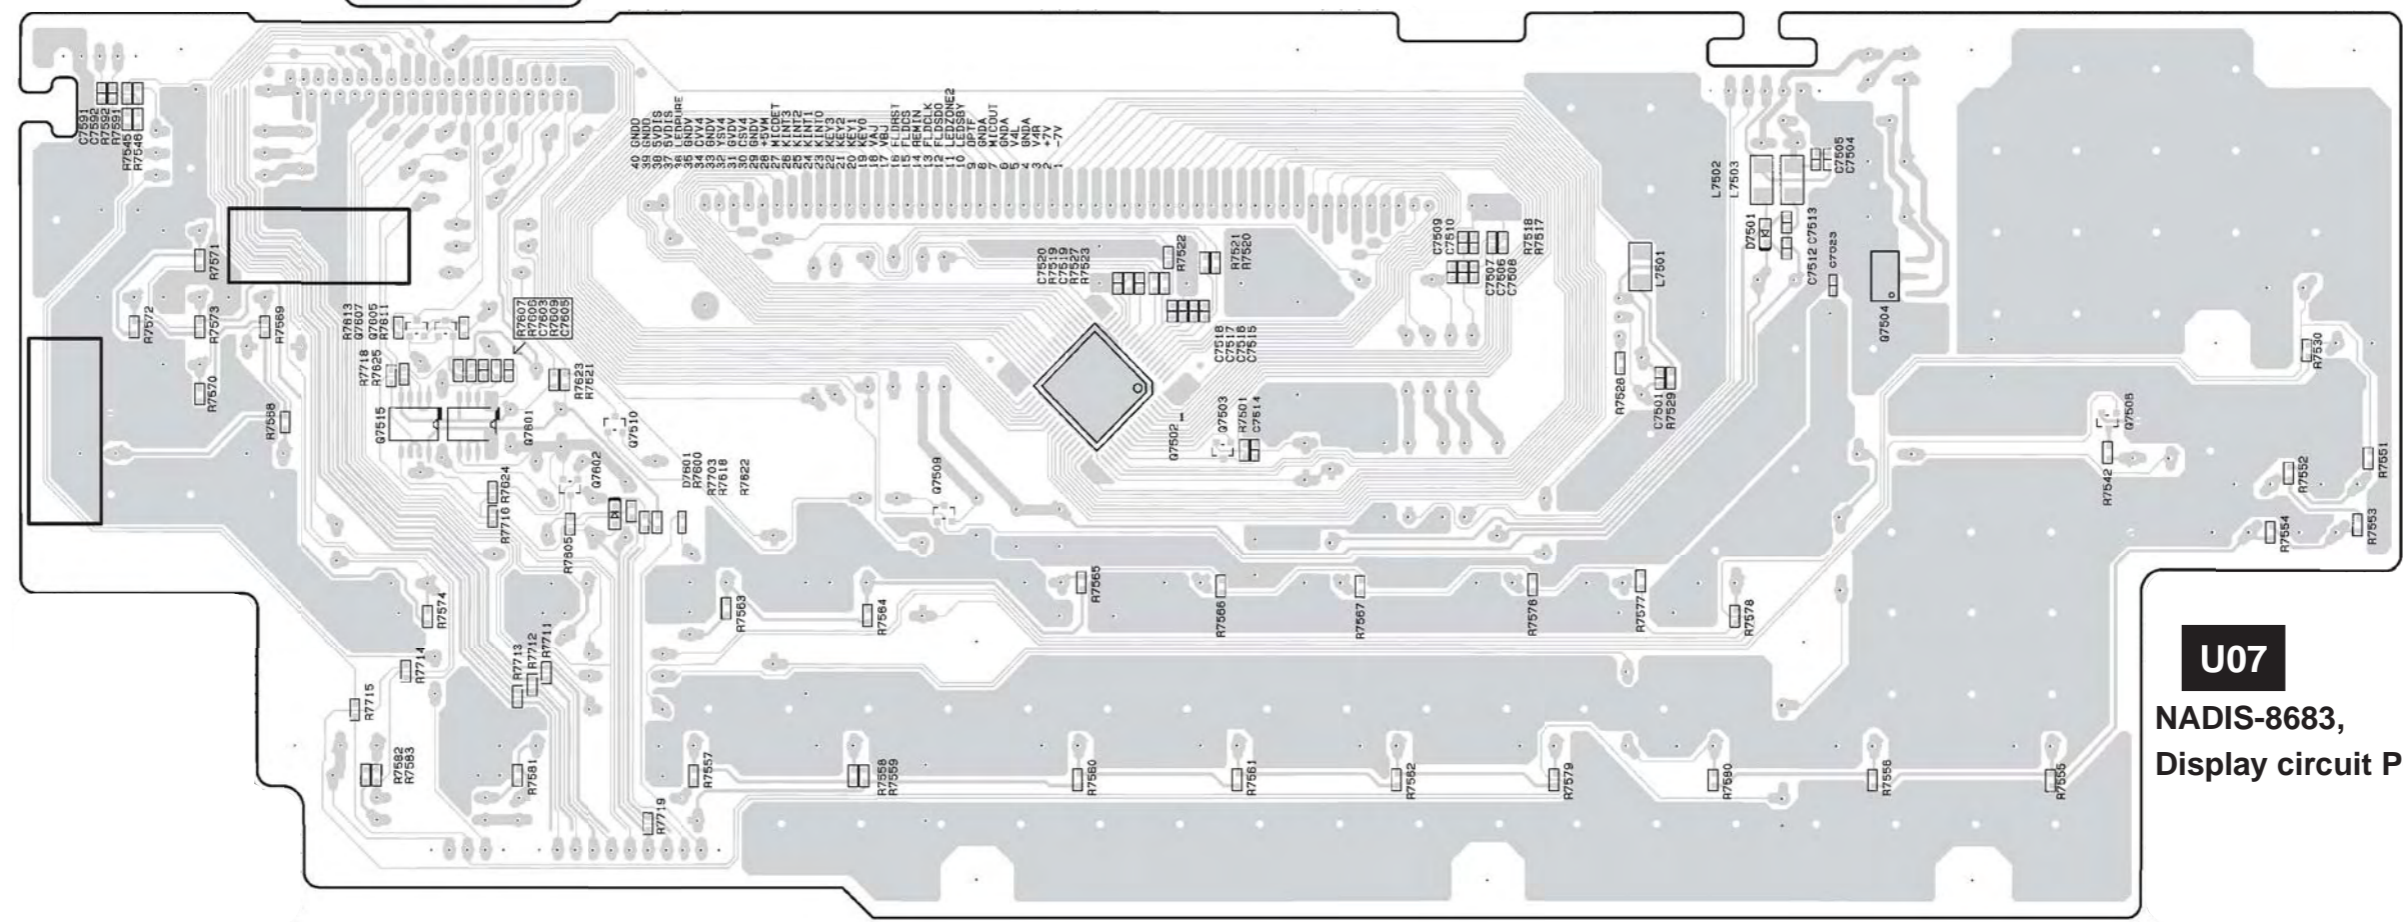 C7591
C7592
R7592
R7591
R7545
R7546
40 GNDD
39 GNDD
38 5VDIS
37 5VDIS
36 LEDPURE
35 GNDV
34 CVV4
33 GNDV
32 YSV4
31 GVDV
30 CSV4
29 GNDV
28 +5VM
27 MICDET
26 KINT3
25 KINT2
24 KINT1
23 KINT0
22 KEY3
21 KEY2
20 KEY1
19 KEY0
18 VAJ
17 VBJ
16 FLDRST
15 FLDCS
14 REMIN
13 FLDCLK
12 FLDSDO
11 LEDZONE2
10 LEDSBY
9 OPTF
8 GNDA
7 MICOUT
6 GNDA
5 V4L
4 GNDA
3 V4R
2 +7V
1 -7V
L7502
L7503
C7505
C7504
D7501
C7512
C7513
Q7504
L7501
C7509
C7510
R7518
R7517
C7507
C7506
C7508
R7522
R7521
R7520
C7520
R7519
C7519
R7527
R7523
C7518
C7517
C7516
C7515
R7571
R7572
R7573
R7569
R7570
R7568
R7613
Q7607
Q7605
R7611
R7607
R7606
C7603
R7609
C7605
R7718
R7625
R7623
R7621
Q7515
Q7601
Q7510
Q7602
D7601
R7600
R7703
R7618
R7622
R7624
R7716
R7605
Q7509
Q7502
1
Q7503
R7501
C7514
R7528
C7501
R7529
R7530
Q7505
R7542
R7551
R7552
R7553
R7554
R7574
R7563
R7564
R7565
R7566
R7567
R7576
R7577
R7578
R7714
R7715
R7713
R7712
R7711
R7582
R7583
R7581
R7557
R7558
R7559
R7560
R7561
R7562
R7579
R7580
R7556
R7555
R7719
U07
NADIS-8683,
Display circuit P